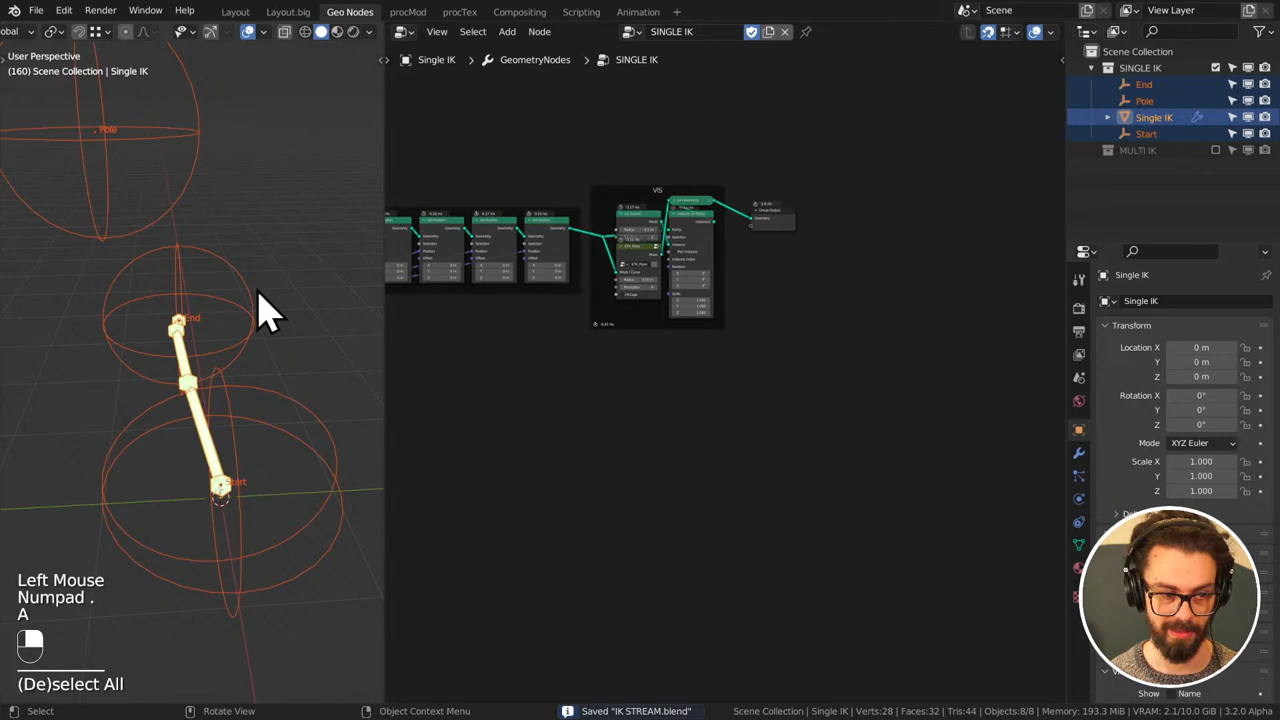 File Edit Render Window Help Layout Layout.big Geo Nodes procMod procTex Compositing Scripting Animation + Scene View Layer
obal View Select Add Node SINGLE IK
User Perspective
(160) Scene Collection | Single IK
Single IK > GeometryNodes > SINGLE IK
Scene Collection
SINGLE IK
End
Pole
Single IK
Start
MULTI IK
Pole
End
Start
VIS
Single IK
Single IK
Transform
Location X 0 m
Y 0 m
Z 0 m
Rotation X 0°
Y 0°
Z 0°
Mode XYZ Euler
Scale X 1.000
Y 1.000
Z 1.000
Show Name
Left Mouse
Numpad .
A
(De)select All
Select Rotate View Object Context Menu Saved "IK STREAM.blend" Scene Collection | Single IK | Verts:28 | Faces:32 | Tris:44 | Objects:8/8 | Memory: 193.3 MiB | VRAM: 2.1/10.0 GiB | 3.2.0 Alpha